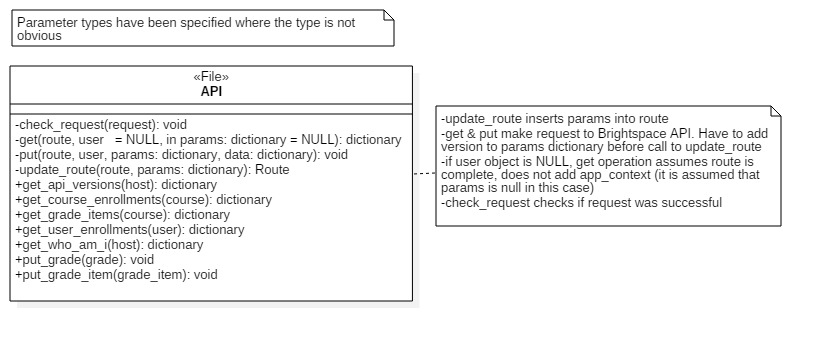 Parameter types have been specified where the type is not
obvious
«File»
API
-check_request(request): void
-get(route, user   = NULL, in params: dictionary = NULL): dictionary
-put(route, user, params: dictionary, data: dictionary): void
-update_route(route, params: dictionary): Route
+get_api_versions(host): dictionary
+get_course_enrollments(course): dictionary
+get_grade_items(course): dictionary
+get_user_enrollments(user): dictionary
+get_who_am_i(host): dictionary
+put_grade(grade): void
+put_grade_item(grade_item): void
-update_route inserts params into route
-get & put make request to Brightspace API. Have to add
version to params dictionary before call to update_route
-if user object is NULL, get operation assumes route is
complete, does not add app_context (it is assumed that
params is null in this case)
-check_request checks if request was successful